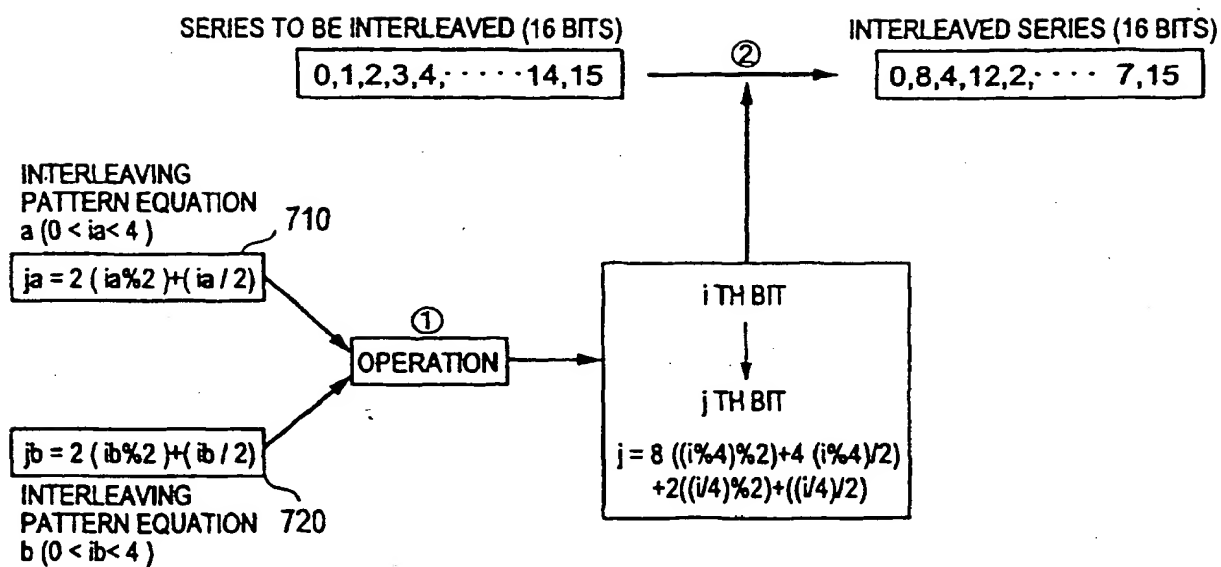 SERIES TO BE INTERLEAVED (16 BITS)
0,1,2,3,4,·····14,15
②
INTERLEAVED SERIES (16 BITS)
0,8,4,12,2,···· 7,15
INTERLEAVING
PATTERN EQUATION
a (0 < ia< 4 )
710
ja = 2 ( ia%2 )+( ia / 2)
①
OPERATION
jb = 2 ( ib%2 )+( ib / 2)
INTERLEAVING
PATTERN EQUATION
b (0 < ib< 4 )
720
i TH BIT
j TH BIT
j = 8 ((i%4)%2)+4 (i%4)/2)
+2((i/4)%2)+((i/4)/2)